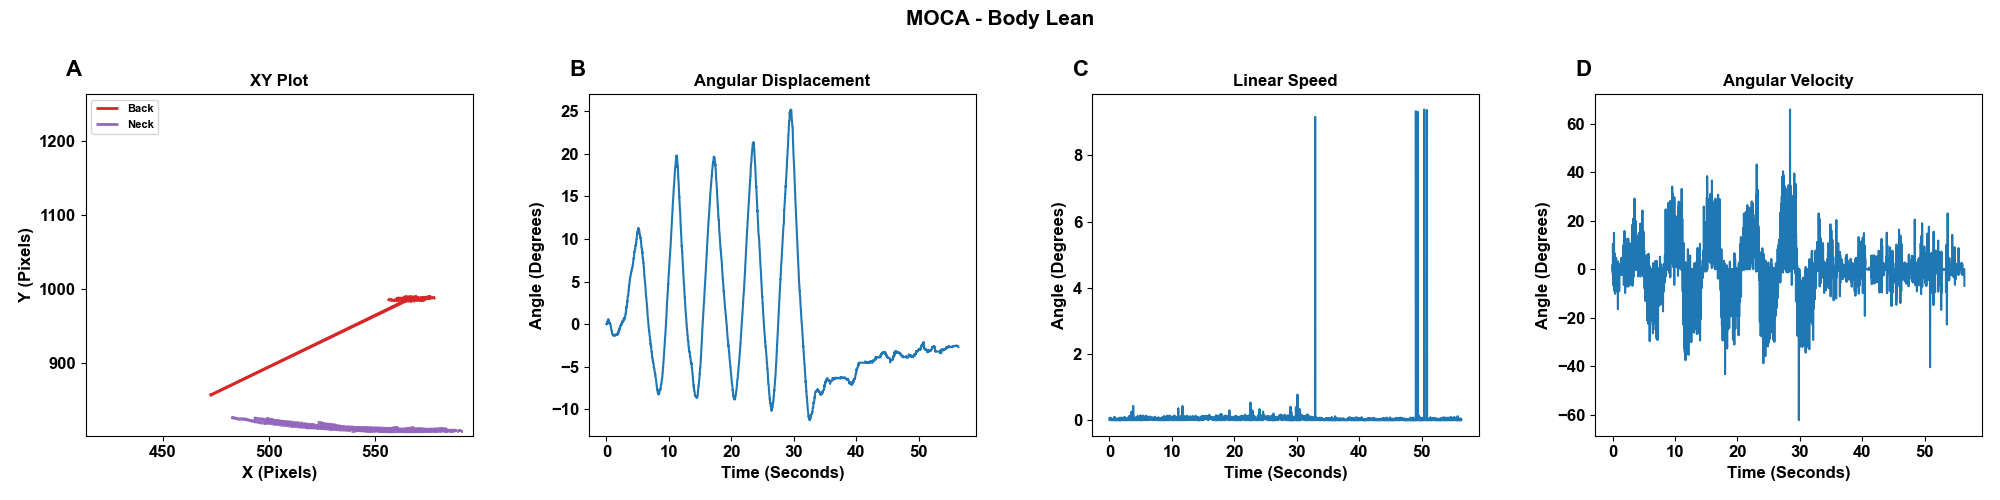 MOCA - Body Lean
A
XY Plot
Back
Neck
1200
1100
1000
900
450
500
550
Y (Pixels)
X (Pixels)
B
Angular Displacement
25
20
15
10
5
0
−5
−10
0
10
20
30
40
50
Angle (Degrees)
Time (Seconds)
C
Linear Speed
8
6
4
2
0
0
10
20
30
40
50
Angle (Degrees)
Time (Seconds)
D
Angular Velocity
60
40
20
0
−20
−40
−60
0
10
20
30
40
50
Angle (Degrees)
Time (Seconds)